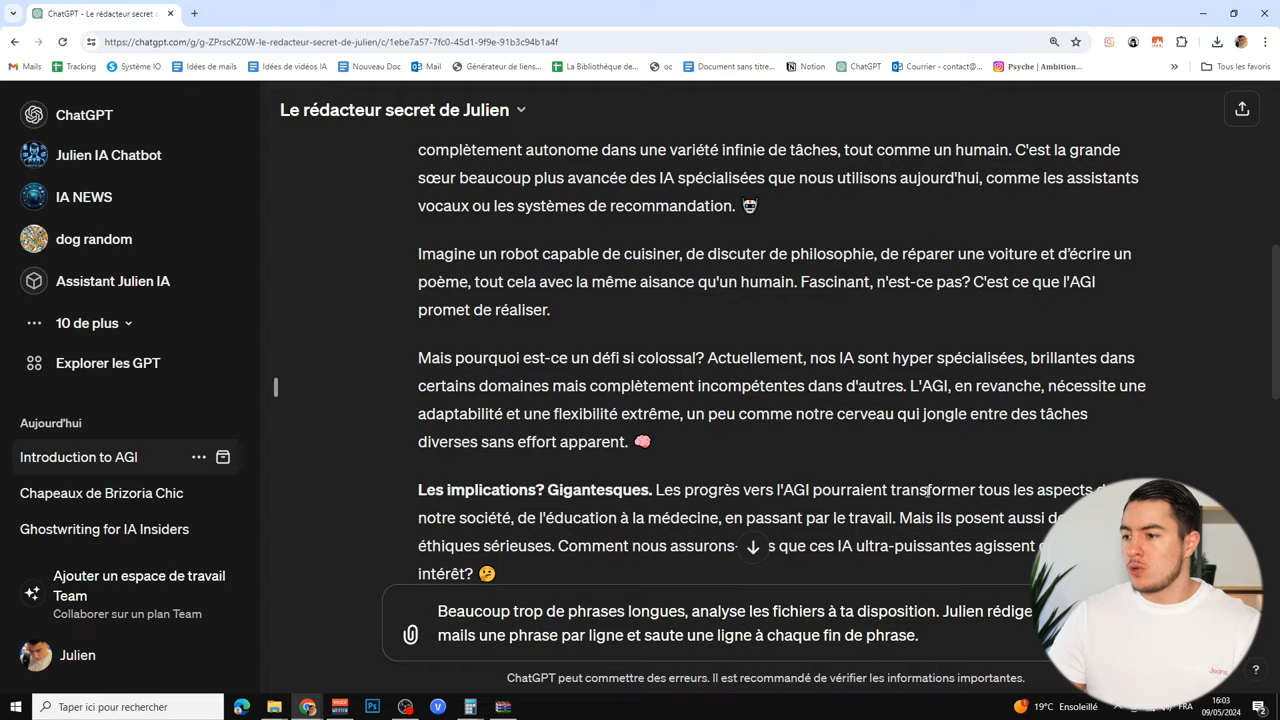 ChatGPT - Le rédacteur secret d
https://chatgpt.com/g/g-ZPrscKZ0W-le-redacteur-secret-de-julien/c/1ebe7a57-7fc0-45d1-9f9e-91b3c94b1a4f
Mails Tracking Système IO Idées de mails Idées de vidéos IA Nouveau Doc Mail Générateur de liens... La Bibliothèque de... oc Document sans titre... Notion ChatGPT Courrier - contact@... Psyche | Ambition... » Tous les favoris
ChatGPT
Julien IA Chatbot
IA NEWS
dog random
Assistant Julien IA
10 de plus
Explorer les GPT
Aujourd'hui
Introduction to AGI
Chapeaux de Brizoria Chic
Ghostwriting for IA Insiders
Ajouter un espace de travail
Team
Collaborer sur un plan Team
Julien
Le rédacteur secret de Julien
complètement autonome dans une variété infinie de tâches, tout comme un humain. C'est la grande
sœur beaucoup plus avancée des IA spécialisées que nous utilisons aujourd'hui, comme les assistants
vocaux ou les systèmes de recommandation. 🤖
Imagine un robot capable de cuisiner, de discuter de philosophie, de réparer une voiture et d’écrire un
poème, tout cela avec la même aisance qu'un humain. Fascinant, n'est-ce pas? C'est ce que l'AGI
promet de réaliser.
Mais pourquoi est-ce un défi si colossal? Actuellement, nos IA sont hyper spécialisées, brillantes dans
certains domaines mais complètement incompétentes dans d'autres. L'AGI, en revanche, nécessite une
adaptabilité et une flexibilité extrême, un peu comme notre cerveau qui jongle entre des tâches
diverses sans effort apparent. 🧠
Les implications? Gigantesques. Les progrès vers l'AGI pourraient transformer tous les aspects
notre société, de l'éducation à la médecine, en passant par le travail. Mais ils posent aussi
éthiques sérieuses. Comment nous assurons- que ces IA ultra-puissantes agissent
intérêt? 🤔
Beaucoup trop de phrases longues, analyse les fichiers à ta disposition. Julien rédige
mails une phrase par ligne et saute une ligne à chaque fin de phrase.
ChatGPT peut commettre des erreurs. Il est recommandé de vérifier les informations importantes.
?
Jeans
Taper ici pour rechercher
19°C Ensoleillé
FRA
16:03
09/05/2024
2